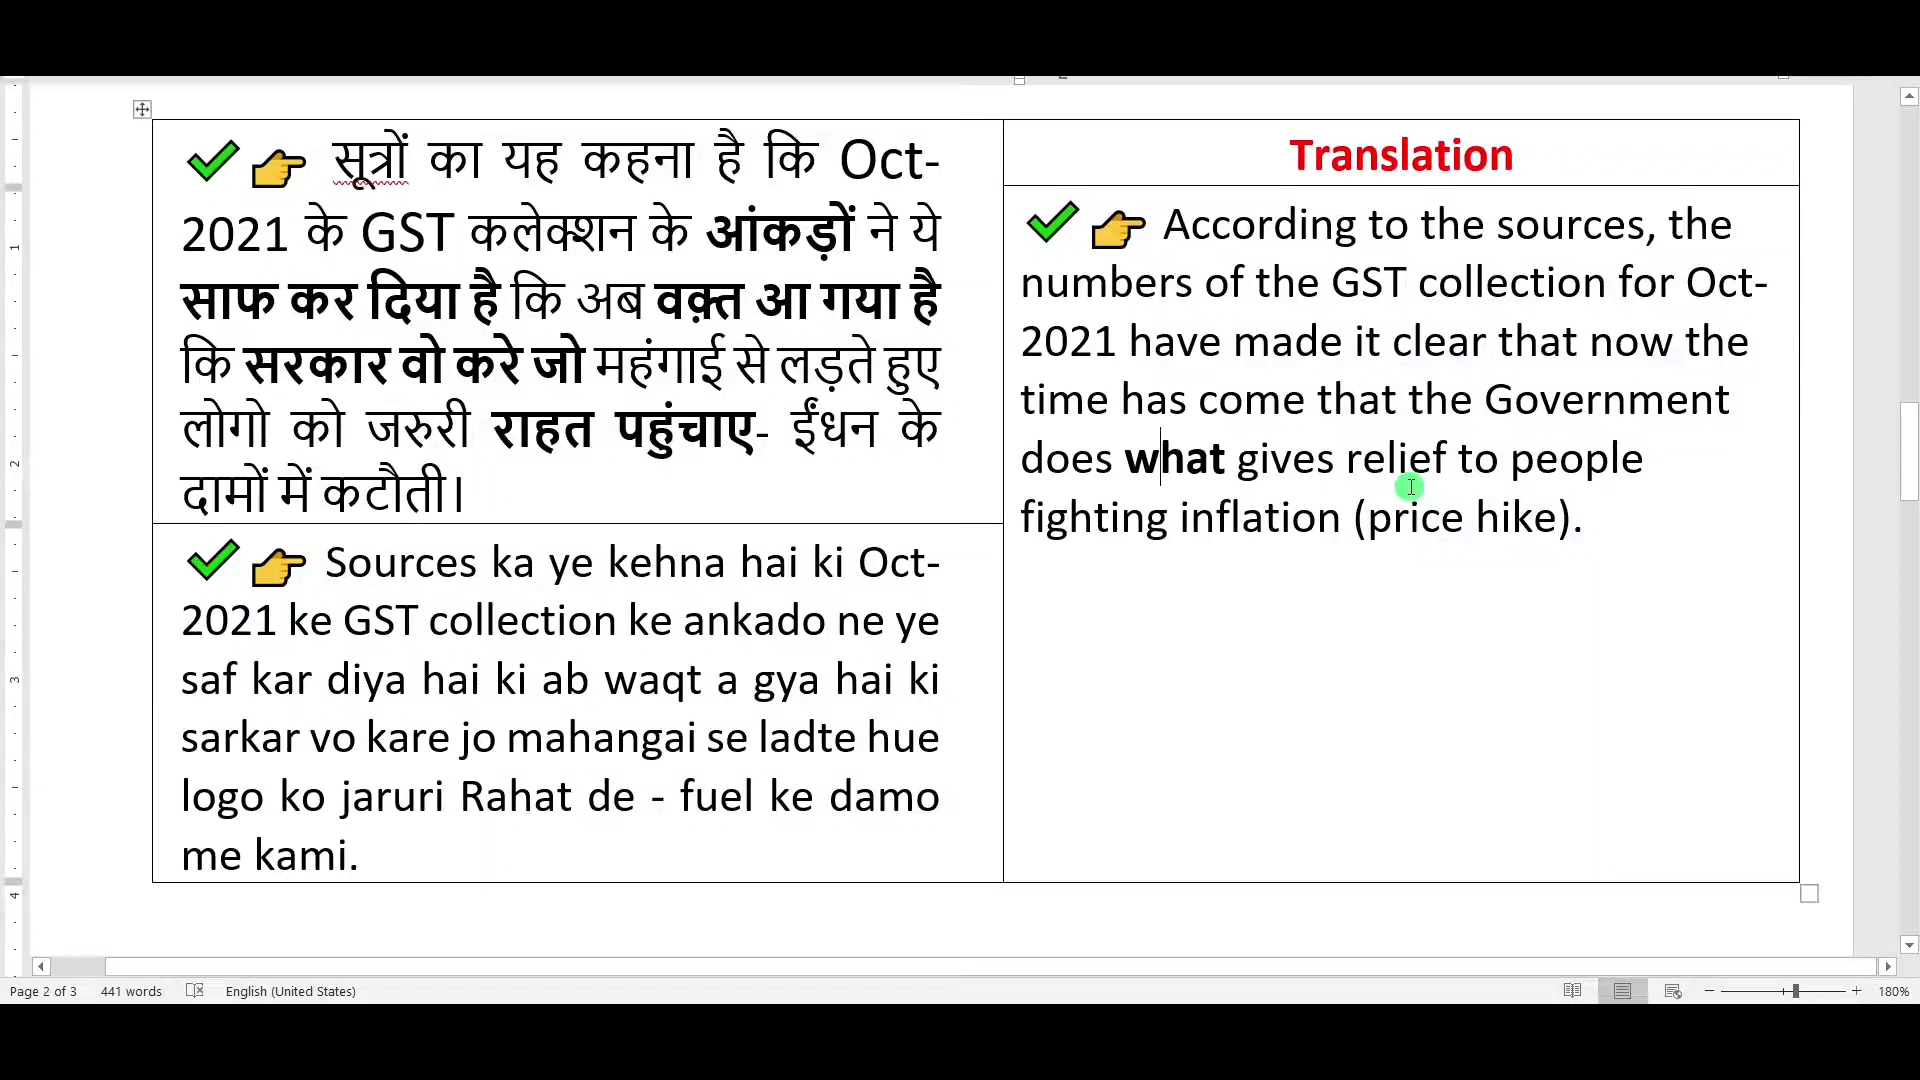 ✔👉 सूत्रों का यह कहना है कि Oct-
2021 के GST कलेक्शन के आंकड़ों ने ये
साफ कर दिया है कि अब वक़्त आ गया है
कि सरकार वो करे जो महंगाई से लड़ते हुए
लोगो को जरुरी राहत पहुंचाए- ईंधन के
दामों में कटौती।
✔👉 Sources ka ye kehna hai ki Oct-
2021 ke GST collection ke ankado ne ye
saf kar diya hai ki ab waqt a gya hai ki
sarkar vo kare jo mahangai se ladte hue
logo ko jaruri Rahat de - fuel ke damo
me kami.
Translation
✔👉 According to the sources, the
numbers of the GST collection for Oct-
2021 have made it clear that now the
time has come that the Government
does what gives relief to people
fighting inflation (price hike).
1
2
3
4
Page 2 of 3 441 words English (United States) 180%